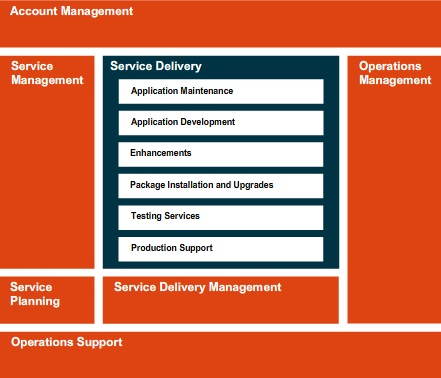 Account Management
Service
Management
Service Delivery
Application Maintenance
Application Development
Enhancements
Package Installation and Upgrades
Testing Services
Production Support
Operations
Management
Service
Planning
Service Delivery Management
Operations Support